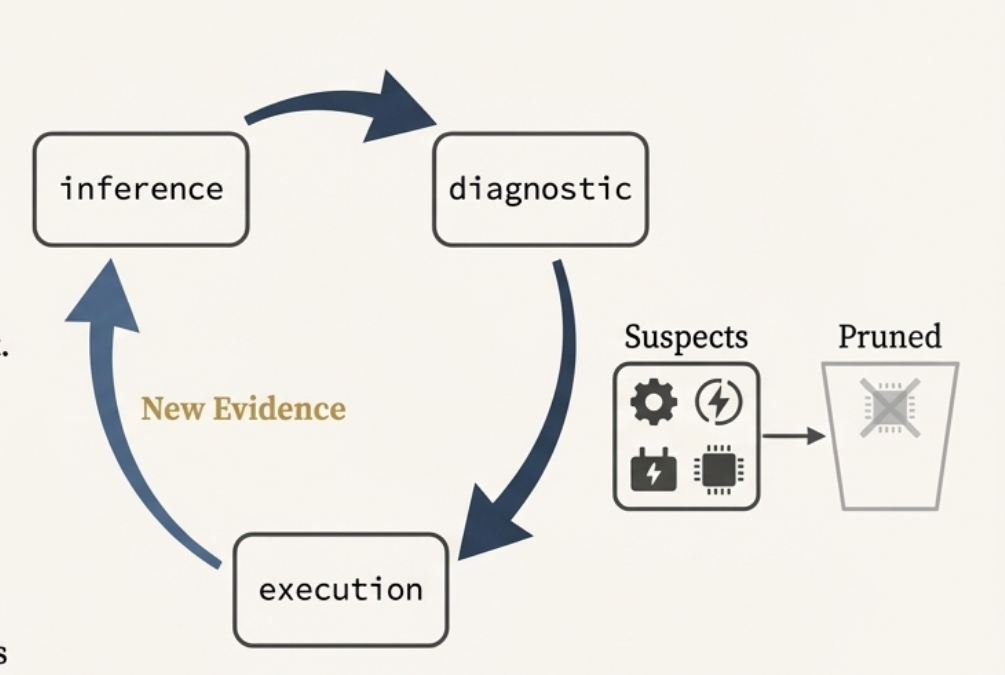 inference
diagnostic
Suspects
Pruned
.
New Evidence
execution
s